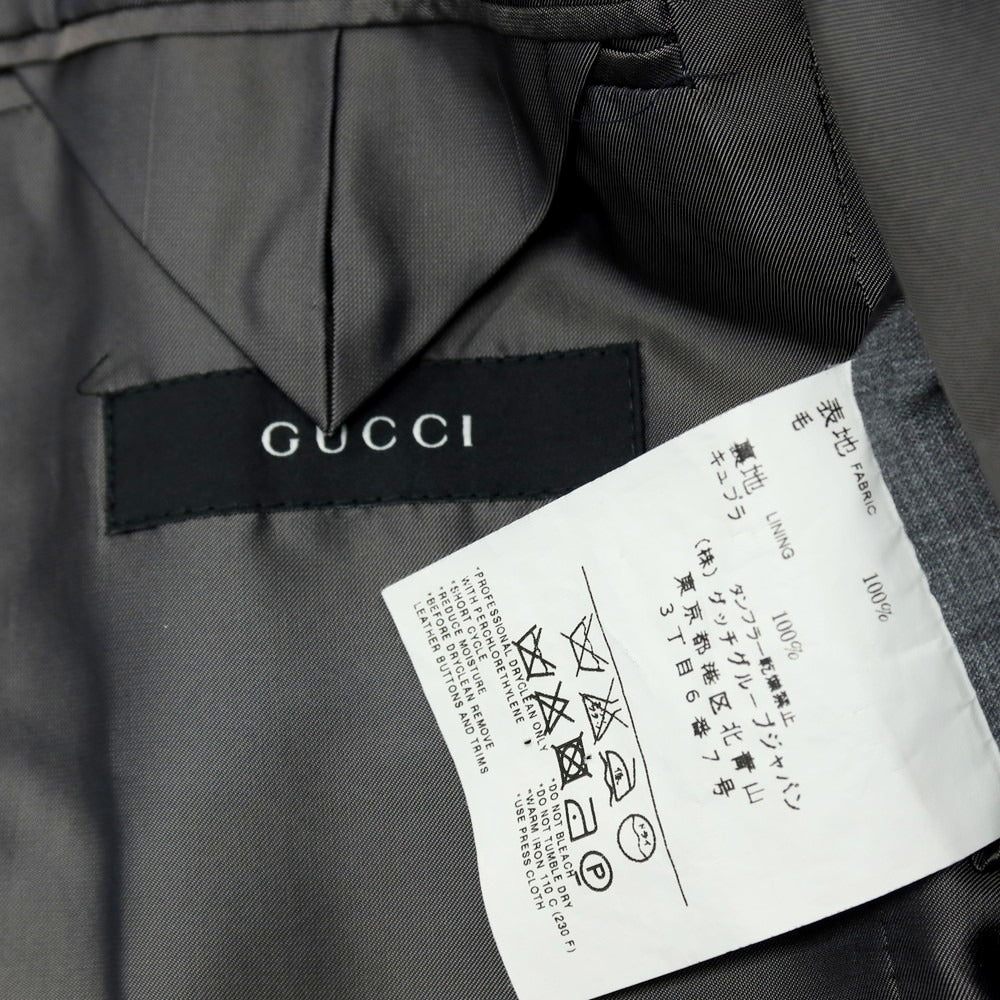 GUCCI
表地 FABRIC
毛 100%
裏地 LINING
キュプラ 100%
タンブラー乾燥禁止
(株) グッチグループジャパン
東京都港区北青山
3丁目6番7号
ドライ
低
P
*PROFESSIONAL DRYCLEAN ONLY
WITH PERCHLORETHYLENE
*SHORT CYCLE
*REDUCE MOISTURE
*BEFORE DRYCLEAN REMOVE
LEATHER BUTTONS AND TRIMS
*DO NOT BLEACH
*DO NOT TUMBLE DRY
*WARM IRON 110 C (230 F)
*USE PRESS CLOTH